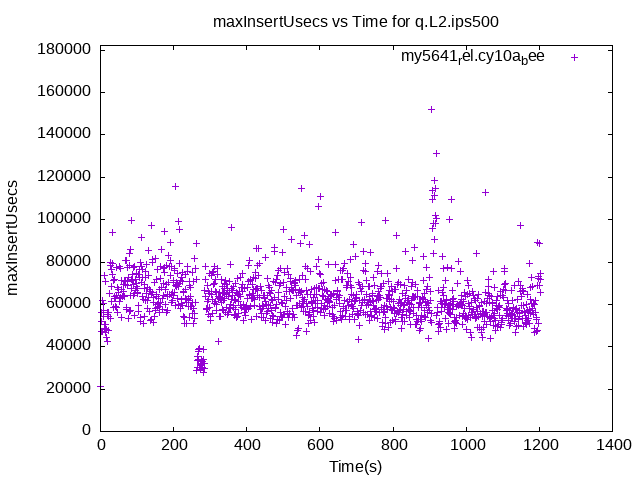 maxInsertUsecs vs Time for q.L2.ips500
my5641rel.cy10abee
180000
160000
140000
120000
100000
80000
60000
40000
20000
0
maxInsertUsecs
0 200 400 600 800 1000 1200 1400
Time(s)